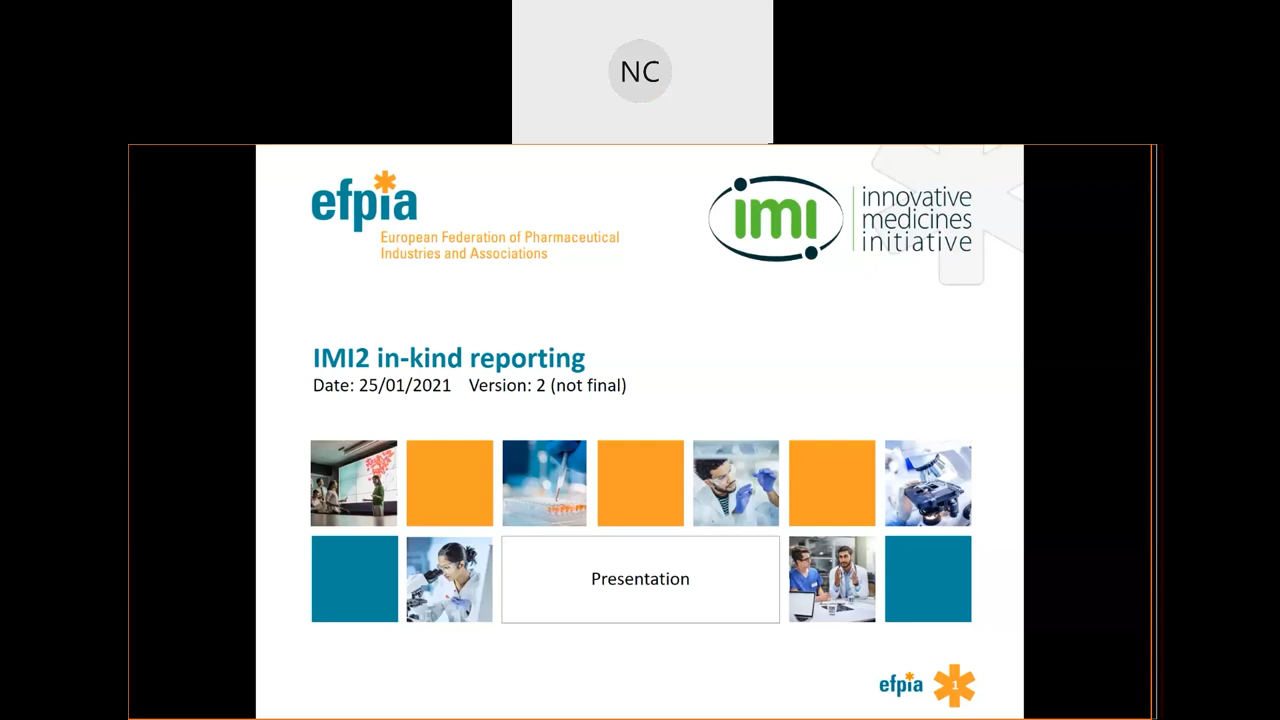 NC
efpia
European Federation of Pharmaceutical
Industries and Associations
imi
innovative
medicines
initiative
IMI2 in-kind reporting
Date: 25/01/2021 Version: 2 (not final)
Presentation
efpia
1